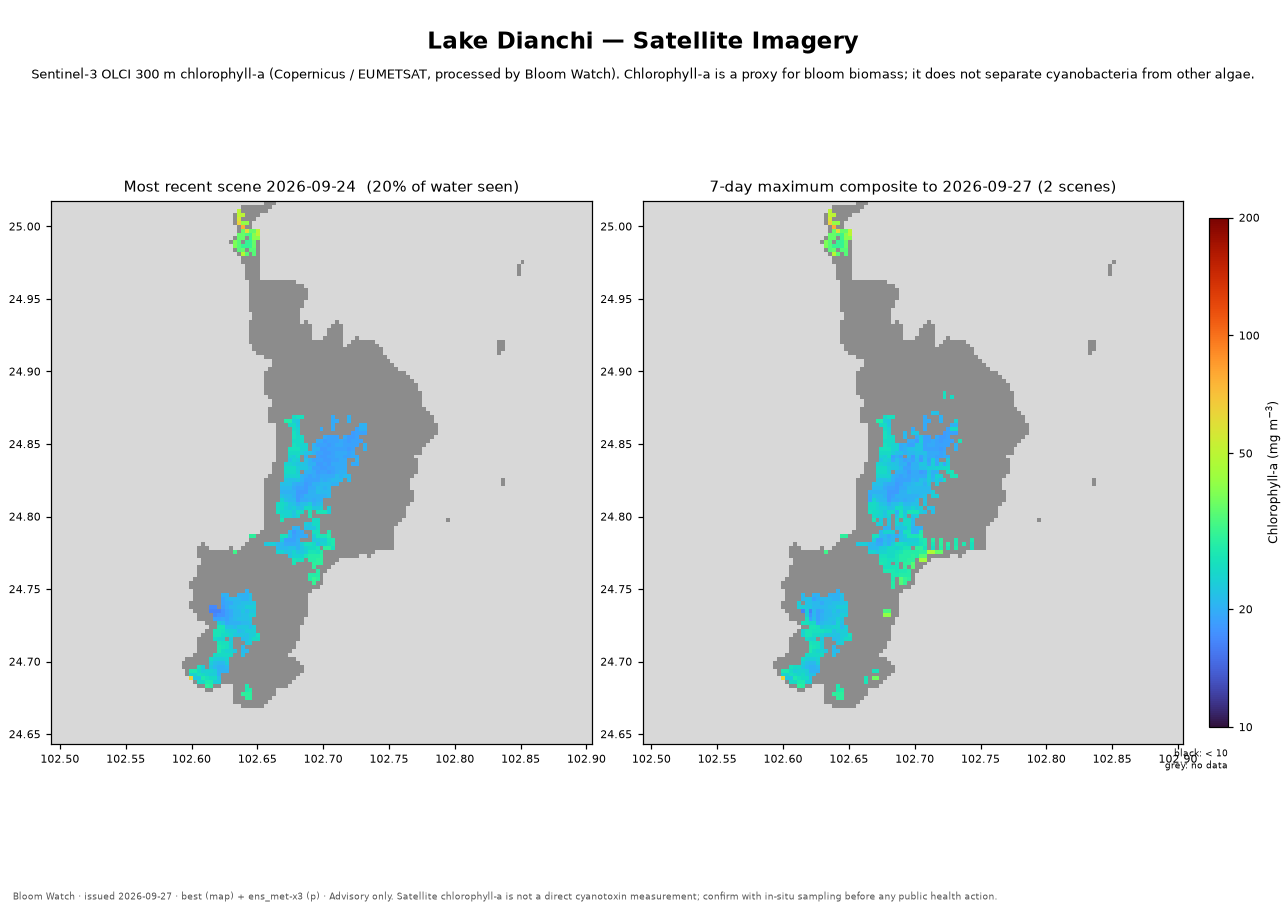 Lake Dianchi — Satellite Imagery
Sentinel-3 OLCI 300 m chlorophyll-a (Copernicus / EUMETSAT, processed by Bloom Watch). Chlorophyll-a is a proxy for bloom biomass; it does not separate cyanobacteria from other algae.
Most recent scene 2026-09-24  (20% of water seen)
25.00
24.95
24.90
24.85
24.80
24.75
24.70
24.65
102.50 102.55 102.60 102.65 102.70 102.75 102.80 102.85 102.90
7-day maximum composite to 2026-09-27 (2 scenes)
25.00
24.95
24.90
24.85
24.80
24.75
24.70
24.65
102.50 102.55 102.60 102.65 102.70 102.75 102.80 102.85 102.90
200
100
50
20
10
Chlorophyll-a (mg m⁻³)
black: < 10
grey: no data
Bloom Watch · issued 2026-09-27 · best (map) + ens_met-x3 (p) · Advisory only. Satellite chlorophyll-a is not a direct cyanotoxin measurement; confirm with in-situ sampling before any public health action.